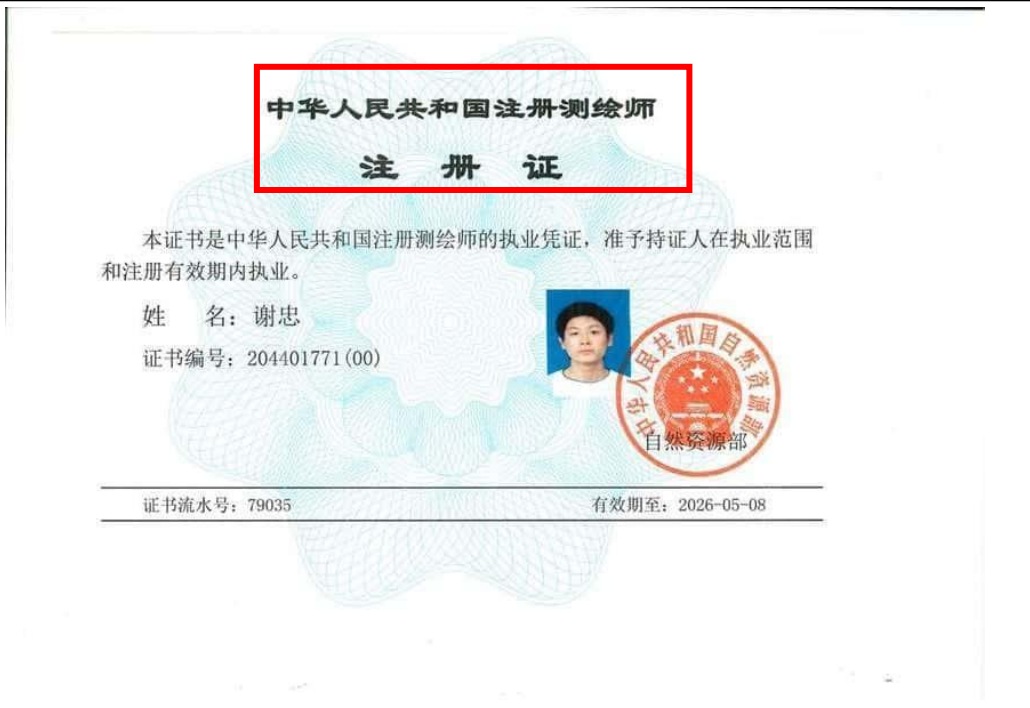 中华人民共和国注册测绘师
注 册 证
本证书是中华人民共和国注册测绘师的执业凭证，准予持证人在执业范围
和注册有效期内执业。
姓 名：谢忠
证书编号：204401771(00)
中华人民共和国自然资源部
自然资源部
证书流水号：79035
有效期至：2026-05-08